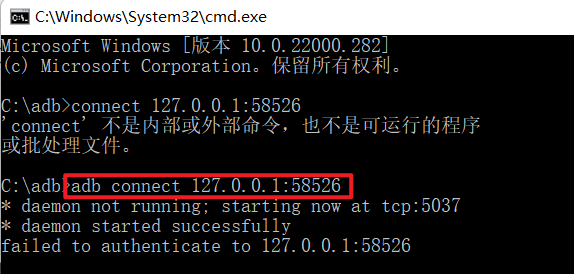 C:\Windows\System32\cmd.exe
Microsoft Windows [版本 10.0.22000.282]
(c) Microsoft Corporation。保留所有权利。
C:\adb>connect 127.0.0.1:58526
'connect' 不是内部或外部命令，也不是可运行的程序
或批处理文件。
C:\adb>adb connect 127.0.0.1:58526
* daemon not running; starting now at tcp:5037
* daemon started successfully
failed to authenticate to 127.0.0.1:58526